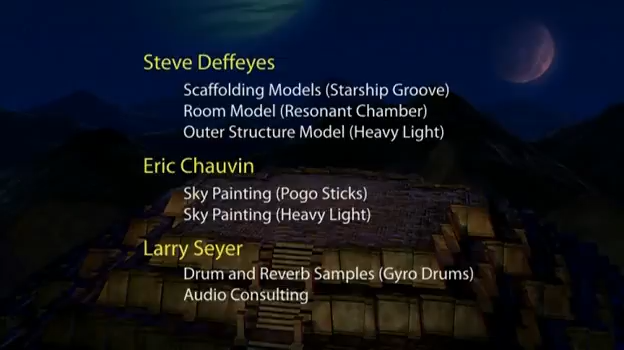 Steve Deffeyes
Scaffolding Models (Starship Groove)
Room Model (Resonant Chamber)
Outer Structure Model (Heavy Light)
Eric Chauvin
Sky Painting (Pogo Sticks)
Sky Painting (Heavy Light)
Larry Seyer
Drum and Reverb Samples (Gyro Drums)
Audio Consulting